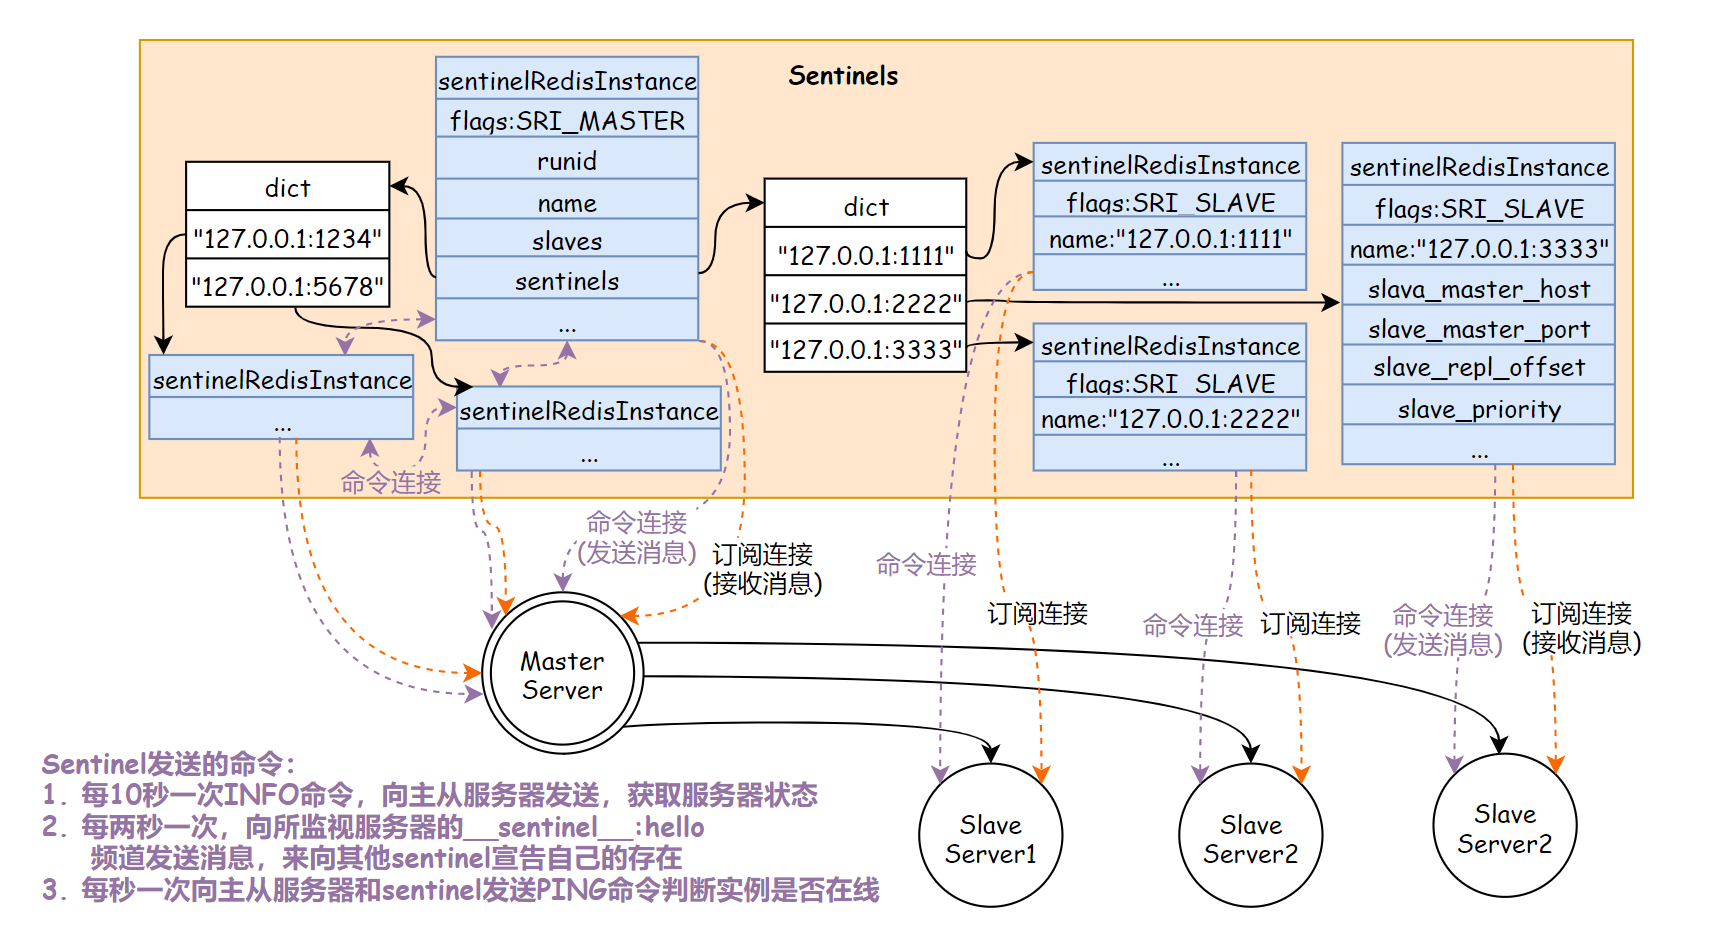 Sentinels
sentinelRedisInstance
flags:SRI_MASTER
runid
name
slaves
sentinels
...
dict
"127.0.0.1:1234"
"127.0.0.1:5678"
sentinelRedisInstance
...
sentinelRedisInstance
...
dict
"127.0.0.1:1111"
"127.0.0.1:2222"
"127.0.0.1:3333"
sentinelRedisInstance
flags:SRI_SLAVE
name:"127.0.0.1:1111"
...
sentinelRedisInstance
flags:SRI_SLAVE
name:"127.0.0.1:2222"
...
sentinelRedisInstance
flags:SRI_SLAVE
name:"127.0.0.1:3333"
slava_master_host
slave_master_port
slave_repl_offset
slave_priority
...
命令连接
命令连接
(发送消息)
订阅连接
(接收消息)
命令连接
订阅连接
命令连接
订阅连接
命令连接
(发送消息)
订阅连接
(接收消息)
Master
Server
Slave
Server1
Slave
Server2
Slave
Server2
Sentinel发送的命令：
1. 每10秒一次INFO命令，向主从服务器发送，获取服务器状态
2. 每两秒一次，向所监视服务器的__sentinel__:hello
频道发送消息，来向其他sentinel宣告自己的存在
3. 每秒一次向主从服务器和sentinel发送PING命令判断实例是否在线